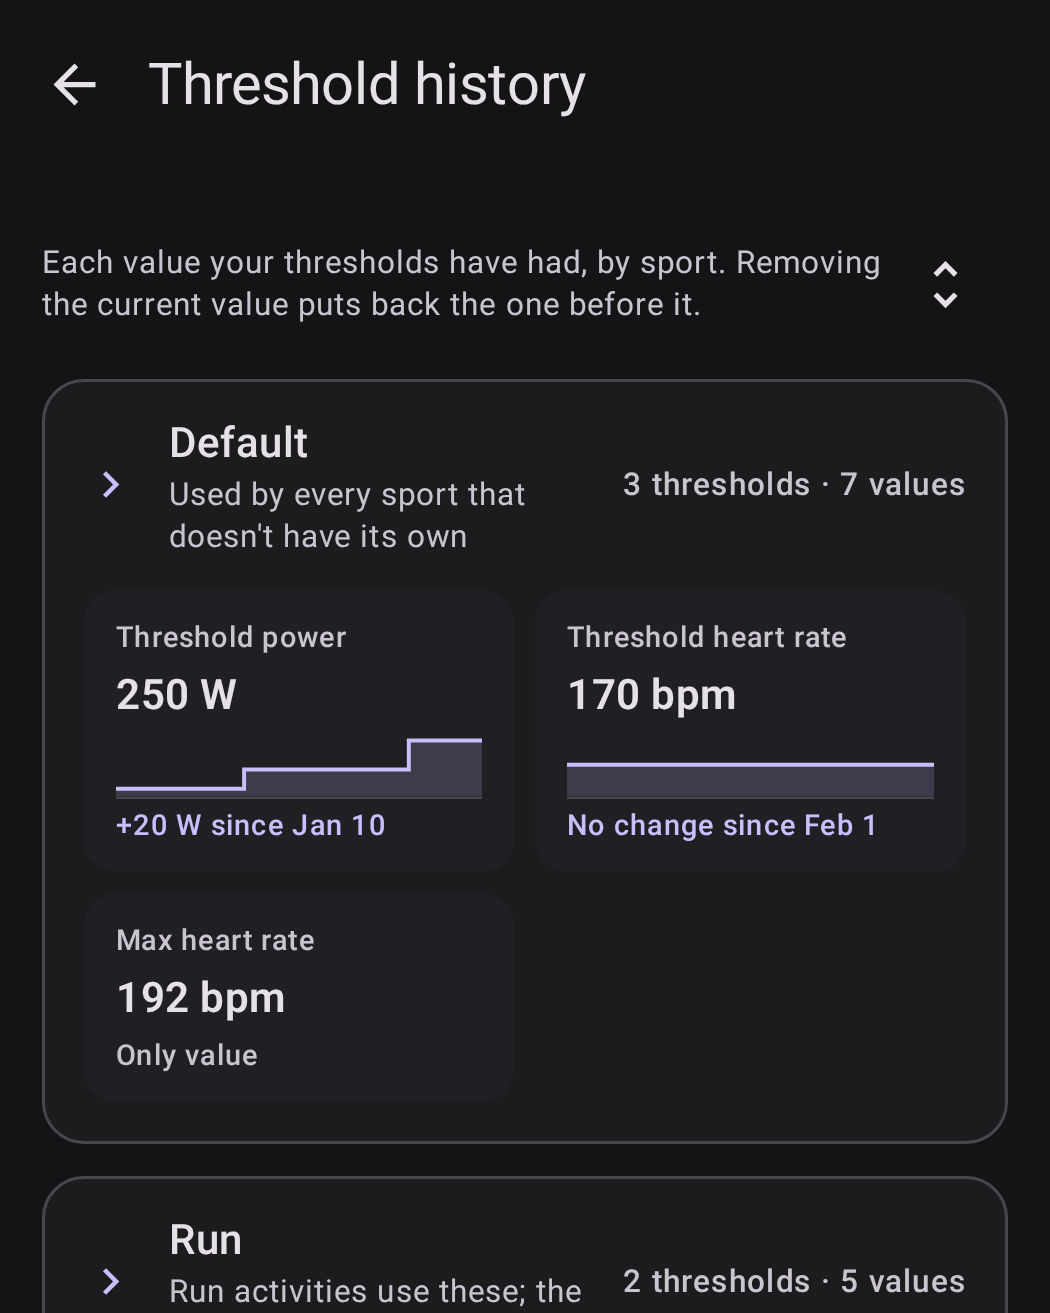 Threshold history
Each value your thresholds have had, by sport. Removing
the current value puts back the one before it.
Default
Used by every sport that
doesn't have its own
3 thresholds · 7 values
Threshold power
250 W
+20 W since Jan 10
Threshold heart rate
170 bpm
No change since Feb 1
Max heart rate
192 bpm
Only value
Run
Run activities use these; the
2 thresholds · 5 values